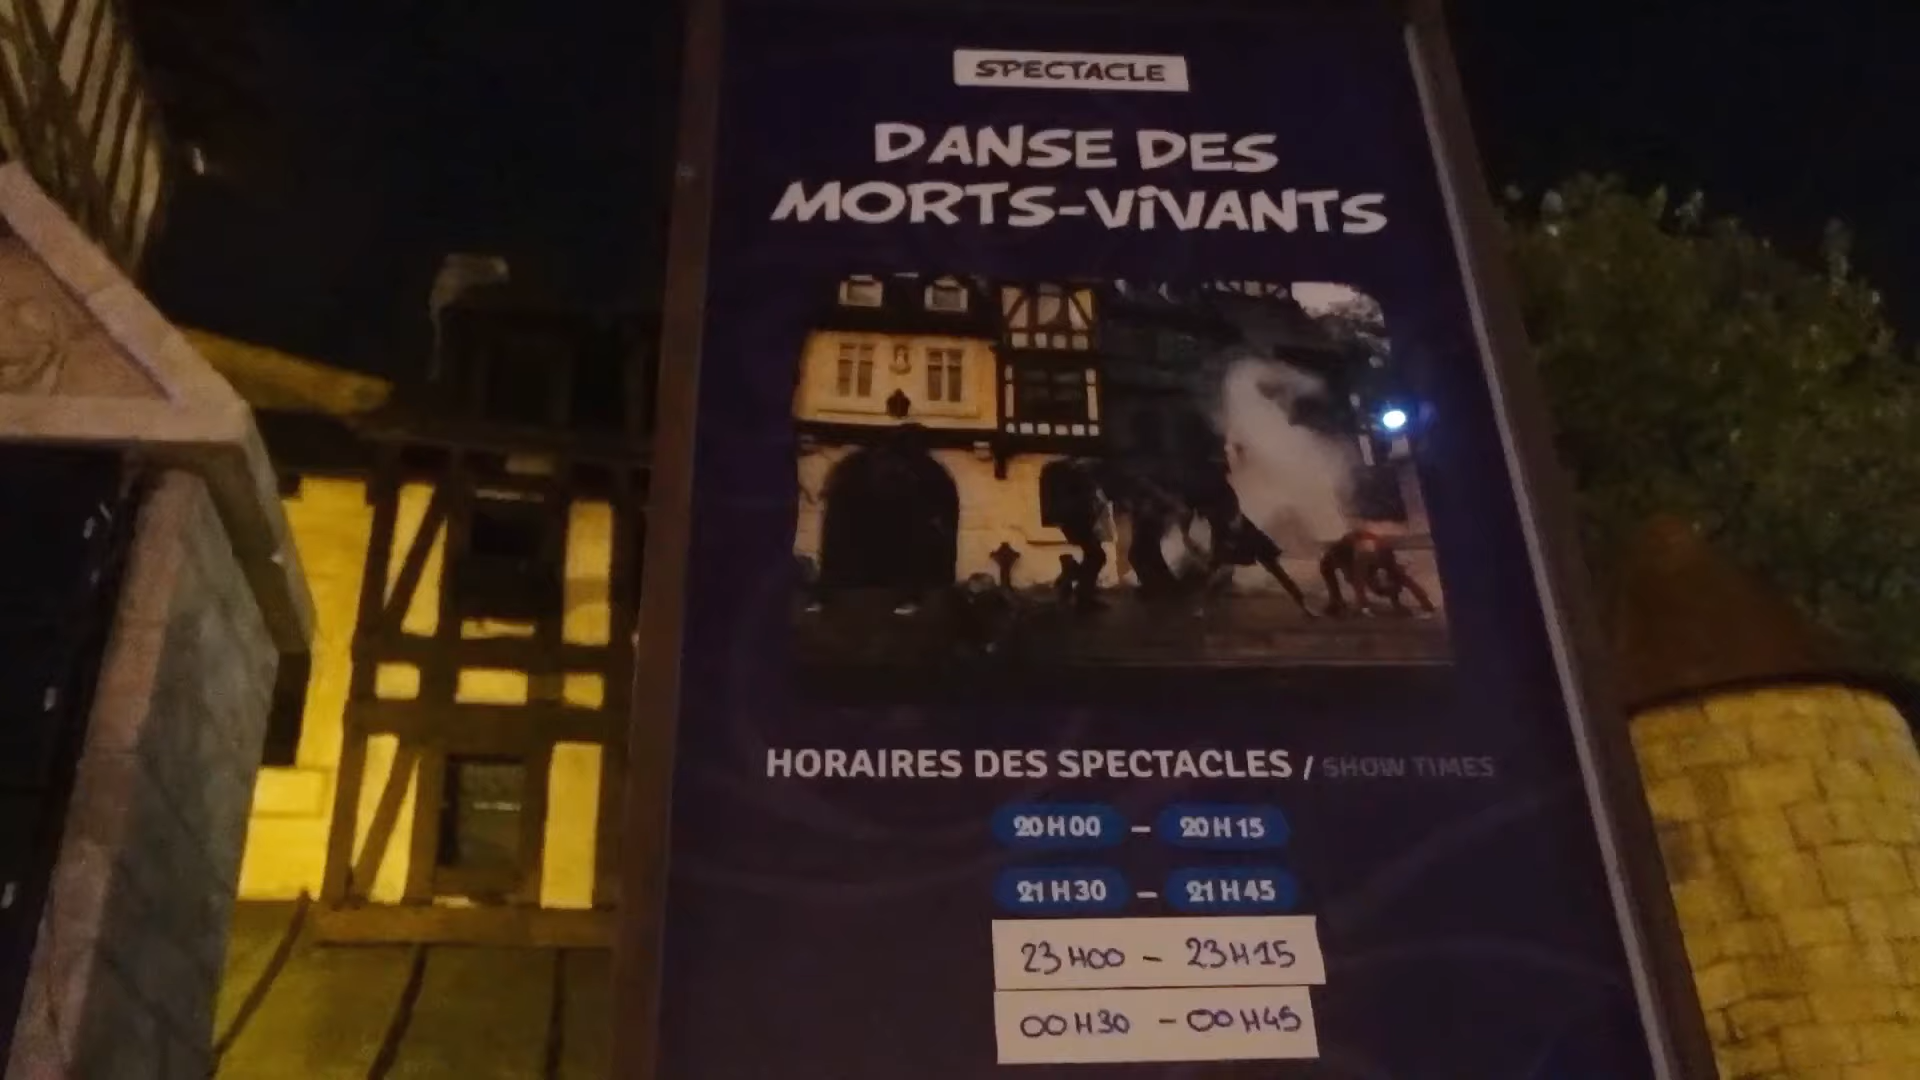 SPECTACLE
DANSE DES
MORTS-ViVANTS
HORAIRES DES SPECTACLES / SHOW TIMES
20H00 – 20H15
21H30 – 21H45
23H00 - 23H15
00H30 - 00H45